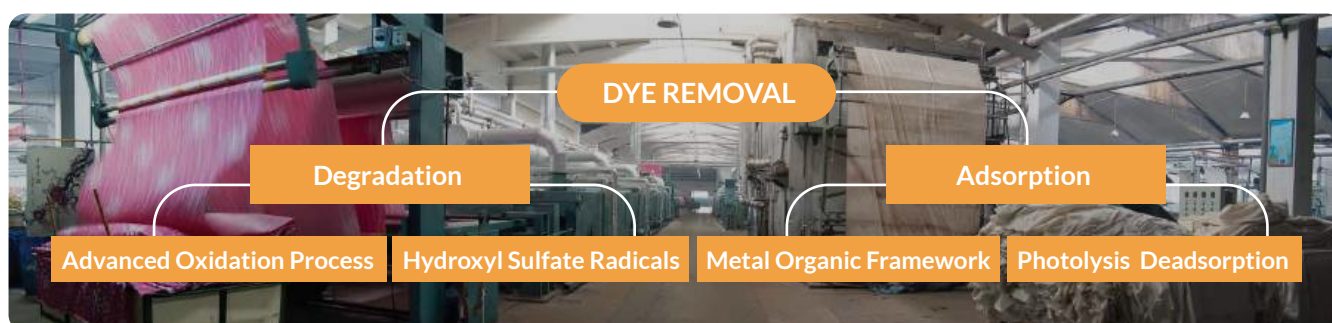 DYE REMOVAL
Degradation
Adsorption
Advanced Oxidation Process
Hydroxyl Sulfate Radicals
Metal Organic Framework
Photolysis Deadsorption